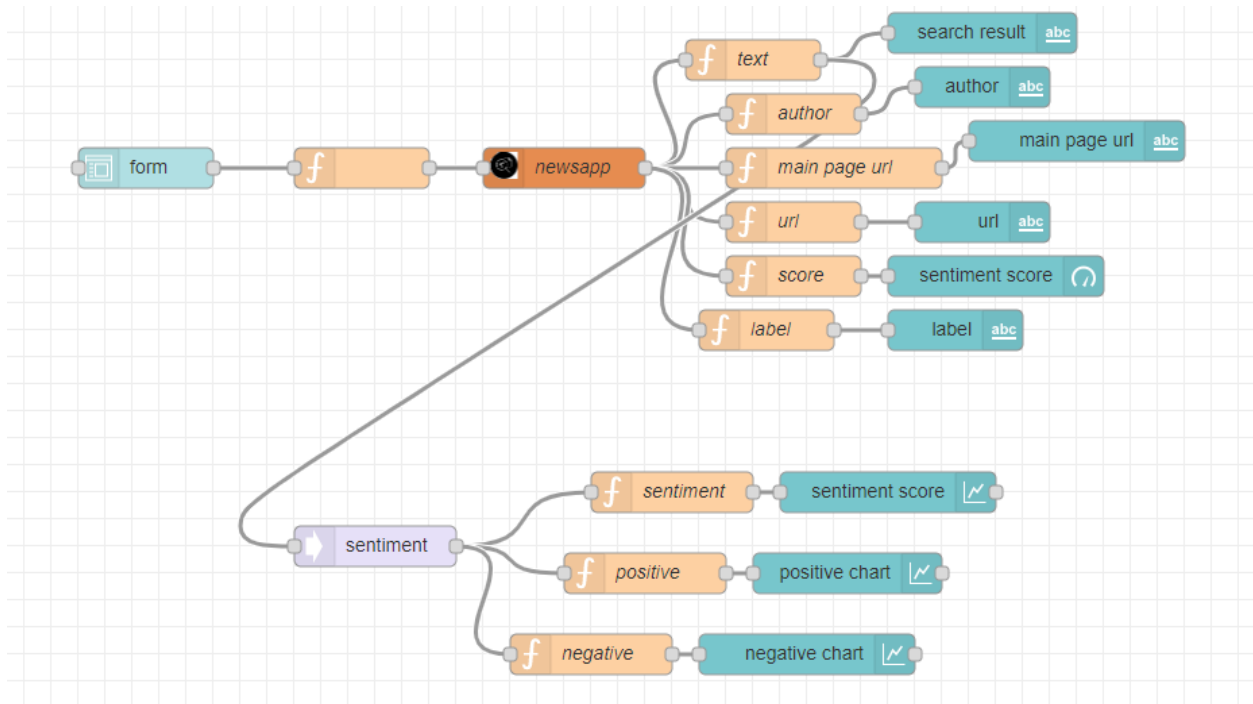 search result abc
text
author abc
author
main page url abc
form
newsapp
main page url
url
url abc
score
sentiment score
label
label abc
sentiment
sentiment score
sentiment
positive
positive chart
negative
negative chart